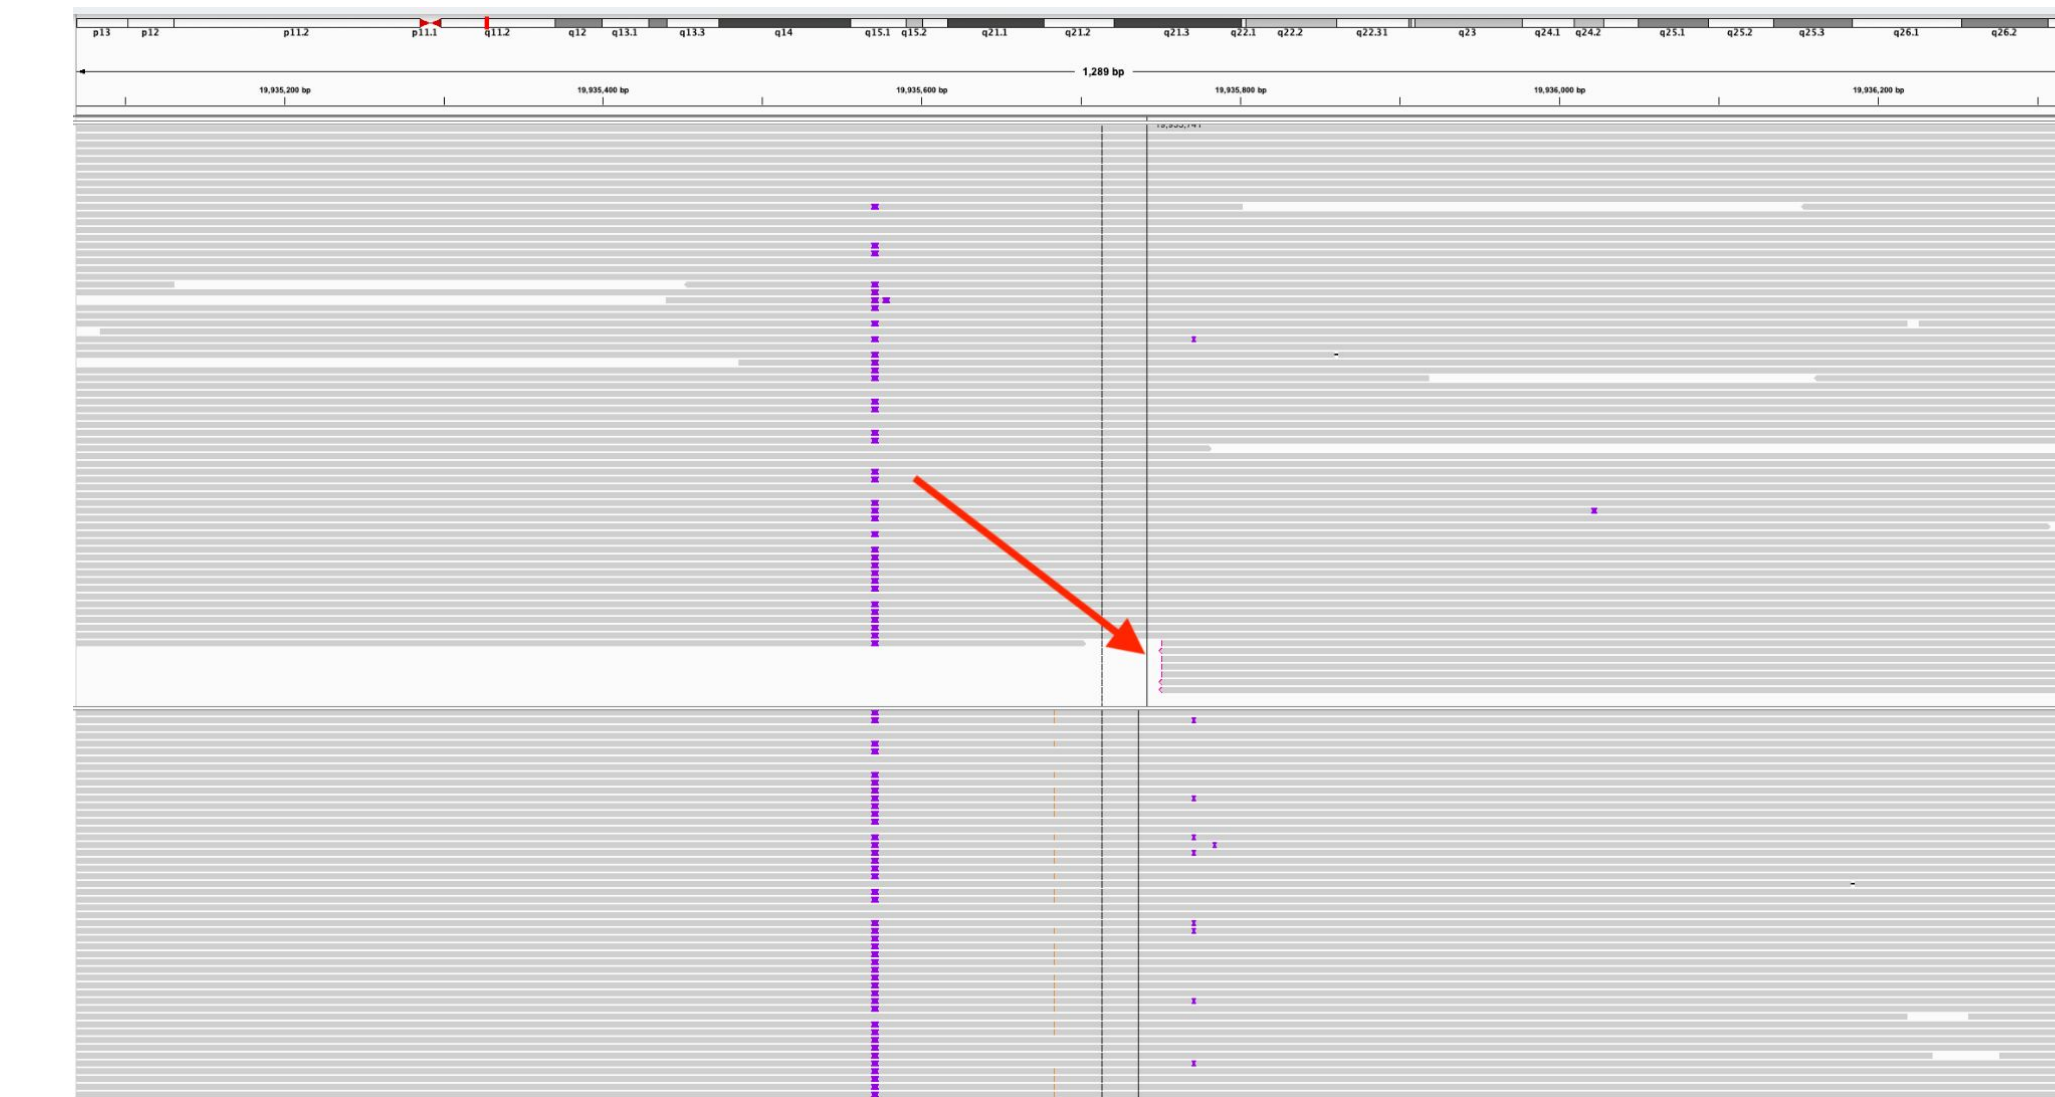 p13 p12 p11.2 p11.1 q11.2 q12 q13.1 q13.3 q14 q15.1 q15.2 q21.1 q21.2 q21.3 q22.1 q22.2 q22.31 q23 q24.1 q24.2 q25.1 q25.2 q25.3 q26.1 q26.2
1,289 bp
19,935,200 bp 19,935,400 bp 19,935,600 bp 19,935,800 bp 19,936,000 bp 19,936,200 bp